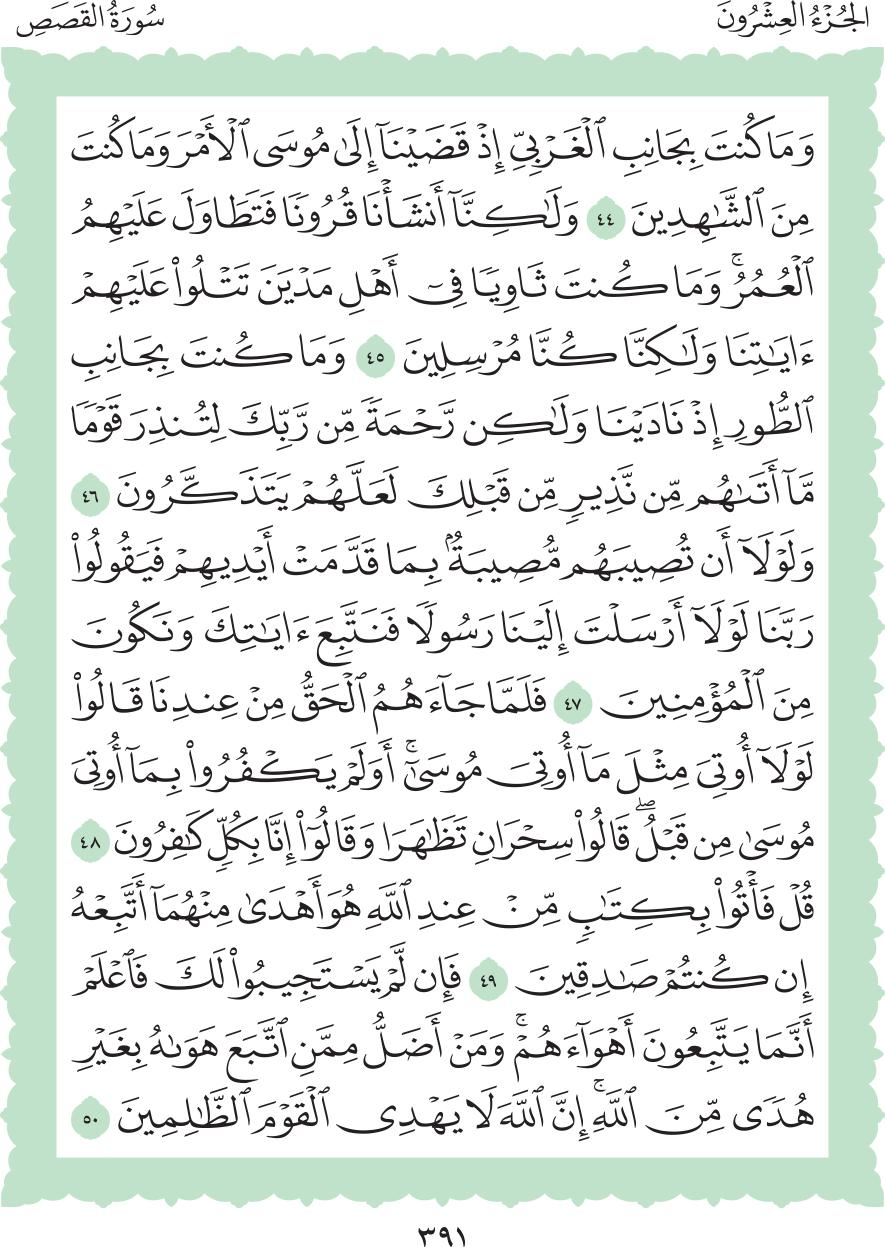 الجُزْءُ العِشْرُونَ
سُورَةُ القَصَصِ
وَمَا كُنتَ بِجَانِبِ ٱلْغَرْبِيِّ إِذْ قَضَيْنَآ إِلَىٰ مُوسَى ٱلْأَمْرَ وَمَا كُنتَ
مِنَ ٱلشَّٰهِدِينَ ٤٤ وَلَٰكِنَّآ أَنشَأْنَا قُرُونًا فَتَطَاوَلَ عَلَيْهِمُ
ٱلْعُمُرُۚ وَمَا كُنتَ ثَاوِيًا فِىٓ أَهْلِ مَدْيَنَ تَتْلُوا۟ عَلَيْهِمْ
ءَايَٰتِنَا وَلَٰكِنَّا كُنَّا مُرْسِلِينَ ٤٥ وَمَا كُنتَ بِجَانِبِ
ٱلطُّورِ إِذْ نَادَيْنَا وَلَٰكِن رَّحْمَةً مِّن رَّبِّكَ لِتُنذِرَ قَوْمًا
مَّآ أَتَىٰهُم مِّن نَّذِيرٍ مِّن قَبْلِكَ لَعَلَّهُمْ يَتَذَكَّرُونَ ٤٦
وَلَوْلَآ أَن تُصِيبَهُم مُّصِيبَةٌۢ بِمَا قَدَّمَتْ أَيْدِيهِمْ فَيَقُولُوا۟
رَبَّنَا لَوْلَآ أَرْسَلْتَ إِلَيْنَا رَسُولًا فَنَتَّبِعَ ءَايَٰتِكَ وَنَكُونَ
مِنَ ٱلْمُؤْمِنِينَ ٤٧ فَلَمَّا جَآءَهُمُ ٱلْحَقُّ مِنْ عِندِنَا قَالُوا۟
لَوْلَآ أُوتِىَ مِثْلَ مَآ أُوتِىَ مُوسَىٰٓۚ أَوَلَمْ يَكْفُرُوا۟ بِمَآ أُوتِىَ
مُوسَىٰ مِن قَبْلُۖ قَالُوا۟ سِحْرَانِ تَظَٰهَرَا وَقَالُوٓا۟ إِنَّا بِكُلٍّ كَٰفِرُونَ ٤٨
قُلْ فَأْتُوا۟ بِكِتَٰبٍ مِّنْ عِندِ ٱللَّهِ هُوَ أَهْدَىٰ مِنْهُمَآ أَتَّبِعْهُ
إِن كُنتُمْ صَٰدِقِينَ ٤٩ فَإِن لَّمْ يَسْتَجِيبُوا۟ لَكَ فَٱعْلَمْ
أَنَّمَا يَتَّبِعُونَ أَهْوَآءَهُمْۚ وَمَنْ أَضَلُّ مِمَّنِ ٱتَّبَعَ هَوَىٰهُ بِغَيْرِ
هُدًى مِّنَ ٱللَّهِۚ إِنَّ ٱللَّهَ لَا يَهْدِى ٱلْقَوْمَ ٱلظَّٰلِمِينَ ٥٠
٣٩١